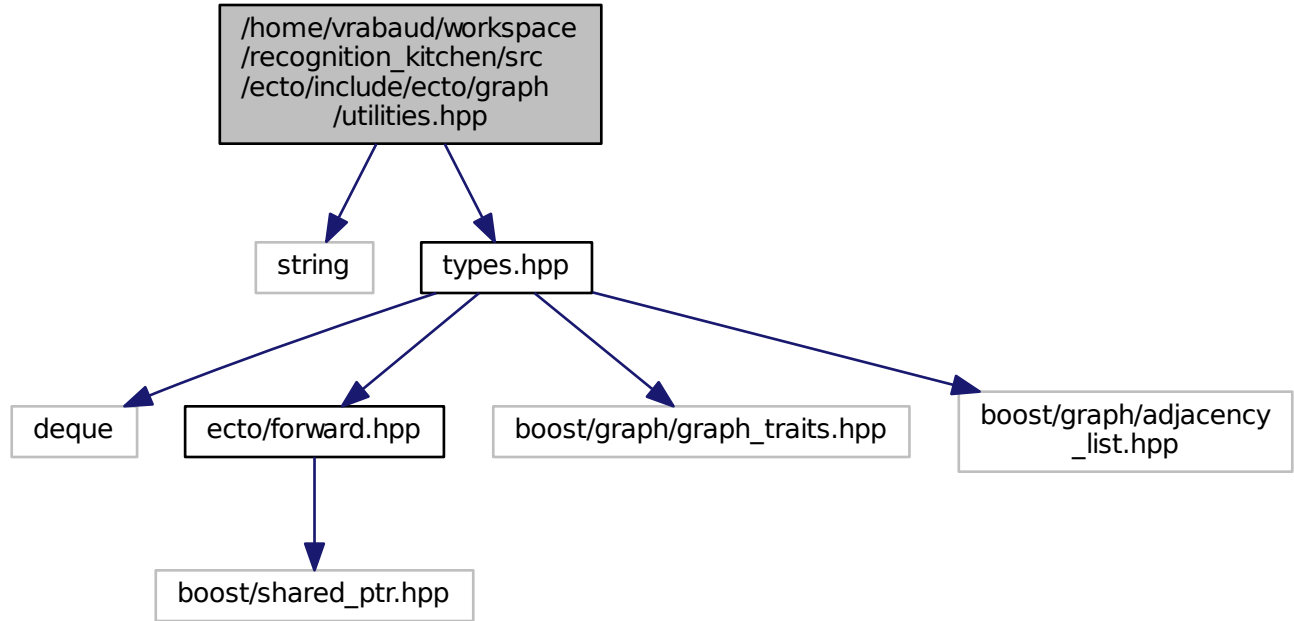 /home/vrabaud/workspace
/recognition_kitchen/src
/ecto/include/ecto/graph
/utilities.hpp
string
types.hpp
deque
ecto/forward.hpp
boost/graph/graph_traits.hpp
boost/graph/adjacency
_list.hpp
boost/shared_ptr.hpp